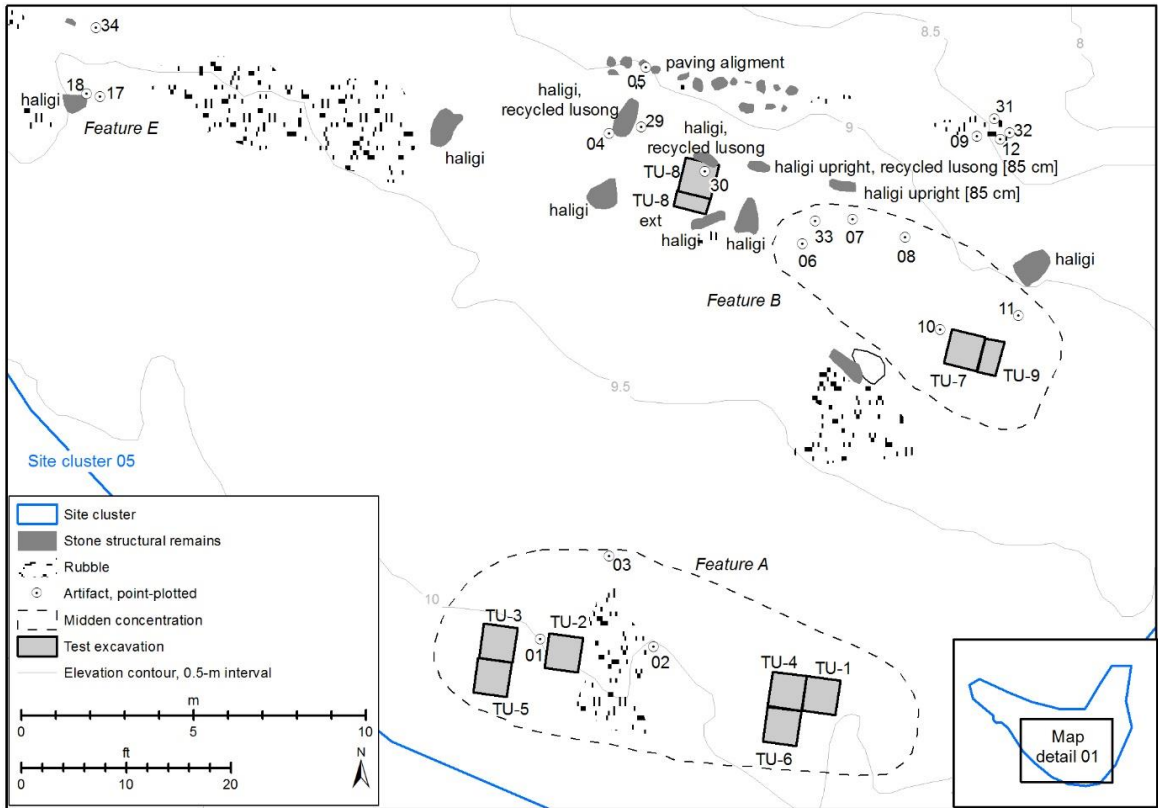 34
8.5
8
18
17
haligi
Feature E
haligi
05
paving aligment
haligi,
recycled lusong
04
29
haligi,
recycled lusong
TU-8
30
TU-8
ext
haligi
haligi
haligi
haligi upright, recycled lusong [85 cm]
haligi upright [85 cm]
9
31
09
32
12
33
07
06
08
haligi
Feature B
11
10
TU-7
TU-9
9.5
Site cluster 05
03
Feature A
10
TU-3
TU-2
01
02
TU-5
TU-4
TU-1
TU-6
Site cluster
Stone structural remains
Rubble
Artifact, point-plotted
Midden concentration
Test excavation
Elevation contour, 0.5-m interval
m
0
5
10
ft
0
10
20
N
Map
detail 01